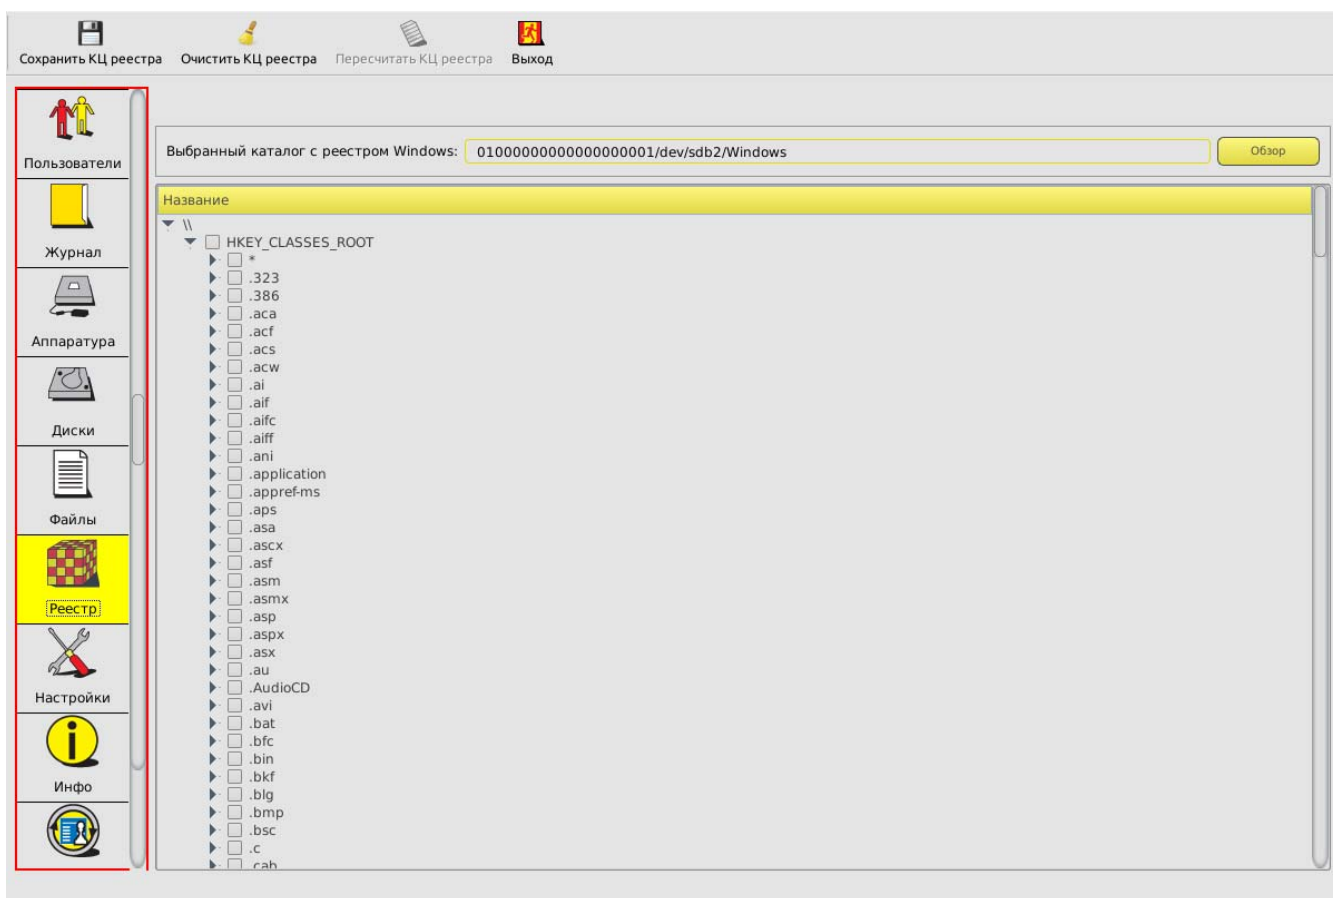 Сохранить КЦ реестра Очистить КЦ реестра Пересчитать КЦ реестра Выход
Пользователи
Журнал
Аппаратура
Диски
Файлы
Реестр
Настройки
Инфо
Выбранный каталог с реестром Windows: 01000000000000000001/dev/sdb2/Windows Обзор
Название
\\
HKEY_CLASSES_ROOT
*
.323
.386
.aca
.acf
.acs
.acw
.ai
.aif
.aifc
.aiff
.ani
.application
.appref-ms
.aps
.asa
.ascx
.asf
.asm
.asmx
.asp
.aspx
.asx
.au
.AudioCD
.avi
.bat
.bfc
.bin
.bkf
.blg
.bmp
.bsc
.c
.cab